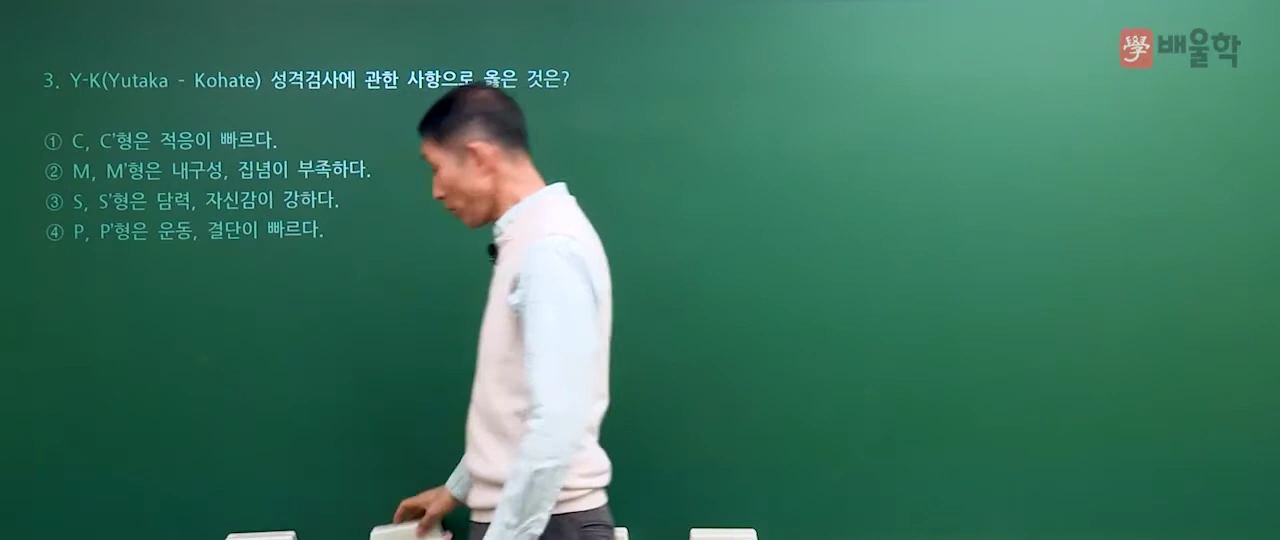 學 배울학
3. Y-K(Yutaka - Kohate) 성격검사에 관한 사항으로 옳은 것은?
① C, C'형은 적응이 빠르다.
② M, M'형은 내구성, 집념이 부족하다.
③ S, S'형은 담력, 자신감이 강하다.
④ P, P'형은 운동, 결단이 빠르다.